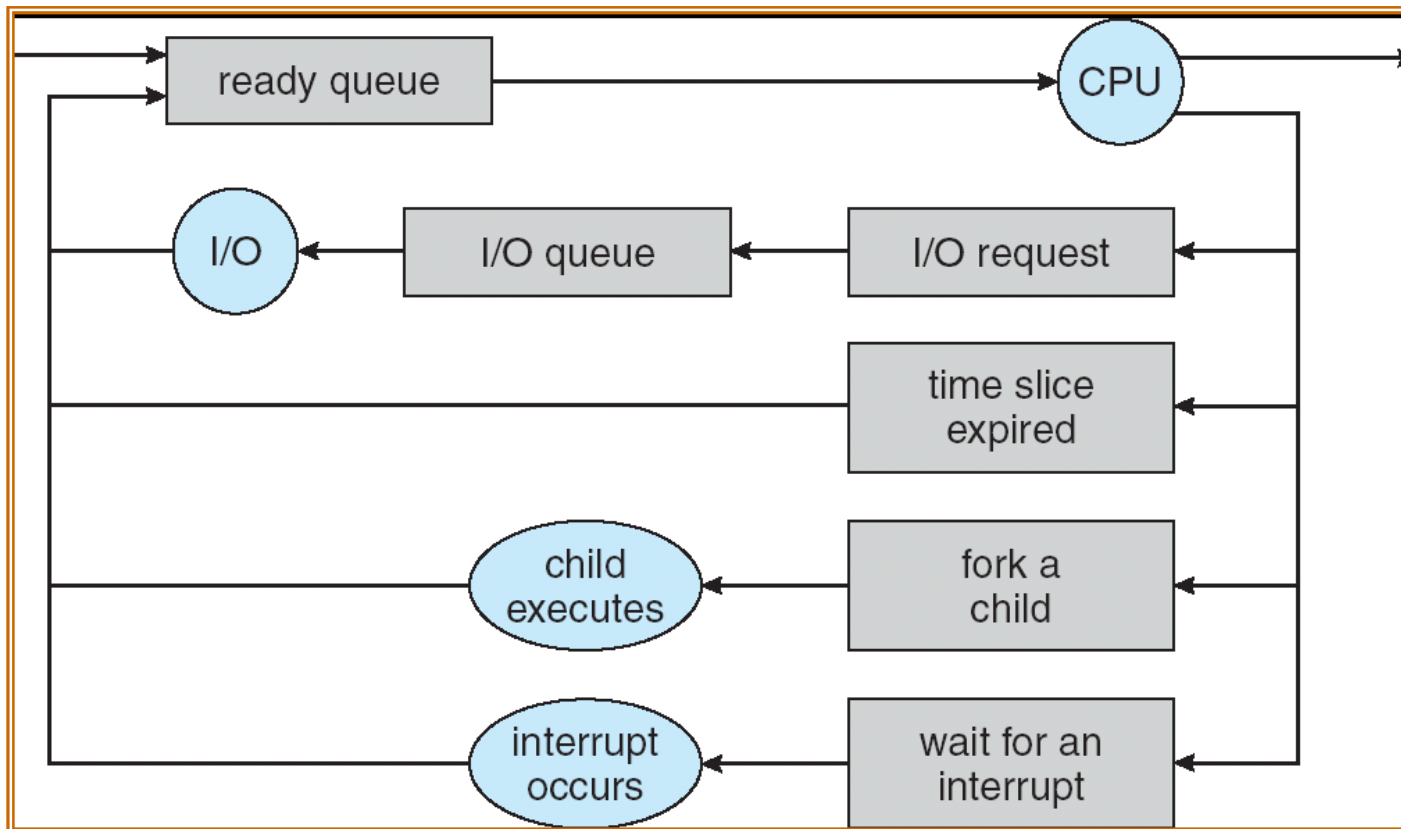 ready queue
CPU
I/O
I/O queue
I/O request
time slice
expired
child
executes
fork a
child
interrupt
occurs
wait for an
interrupt